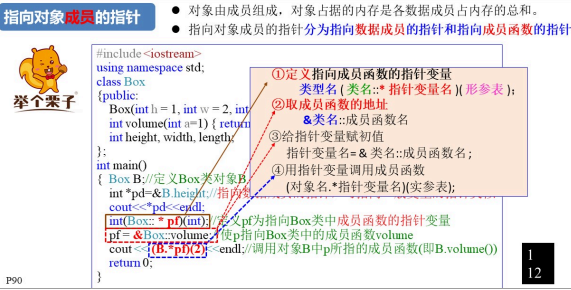 指向对象成员的指针
● 对象由成员组成，对象占据的内存是各数据成员占内存的总和。
● 指向对象成员的指针分为指向数据成员的指针和指向成员函数的指针
举个栗子
#include <iostream>
using namespace std;
class Box
{public:
Box(int h = 1, int w = 2, int
int volume(int a=1) { return
int height, width, length;
};
int main()
{ Box B;//定义Box类对象B
int *pd=&B.height;//指向
cout<<*pd<<endl;
int(Box:: * pf)(int);//定义pf为指向Box类中成员函数的指针变量
pf = &Box::volume;//使p指向Box类中的成员函数volume
cout <<(B.*pf)(2)<<endl;//调用对象B中p所指的成员函数(即B.volume())
return 0;
}
①定义指向成员函数的指针变量
类型名 ( 类名::* 指针变量名 )( 形参表 );
②取成员函数的地址
&类名::成员函数名
③给指针变量赋初值
指针变量名= & 类名::成员函数名 ;
④用指针变量调用成员函数
(对象名.*指针变量名)(实参表);
P90
1
12